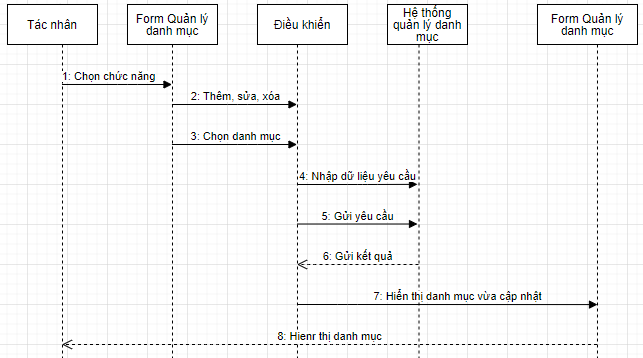 Tác nhân
Form Quản lý
danh mục
Điều khiển
Hệ thống
quản lý danh
mục
Form Quản lý
danh mục
1: Chọn chức năng
2: Thêm, sửa, xóa
3: Chọn danh mục
4: Nhập dữ liệu yêu cầu
5: Gửi yêu cầu
6: Gửi kết quả
7: Hiển thị danh mục vừa cập nhật
8: Hienr thị danh mục